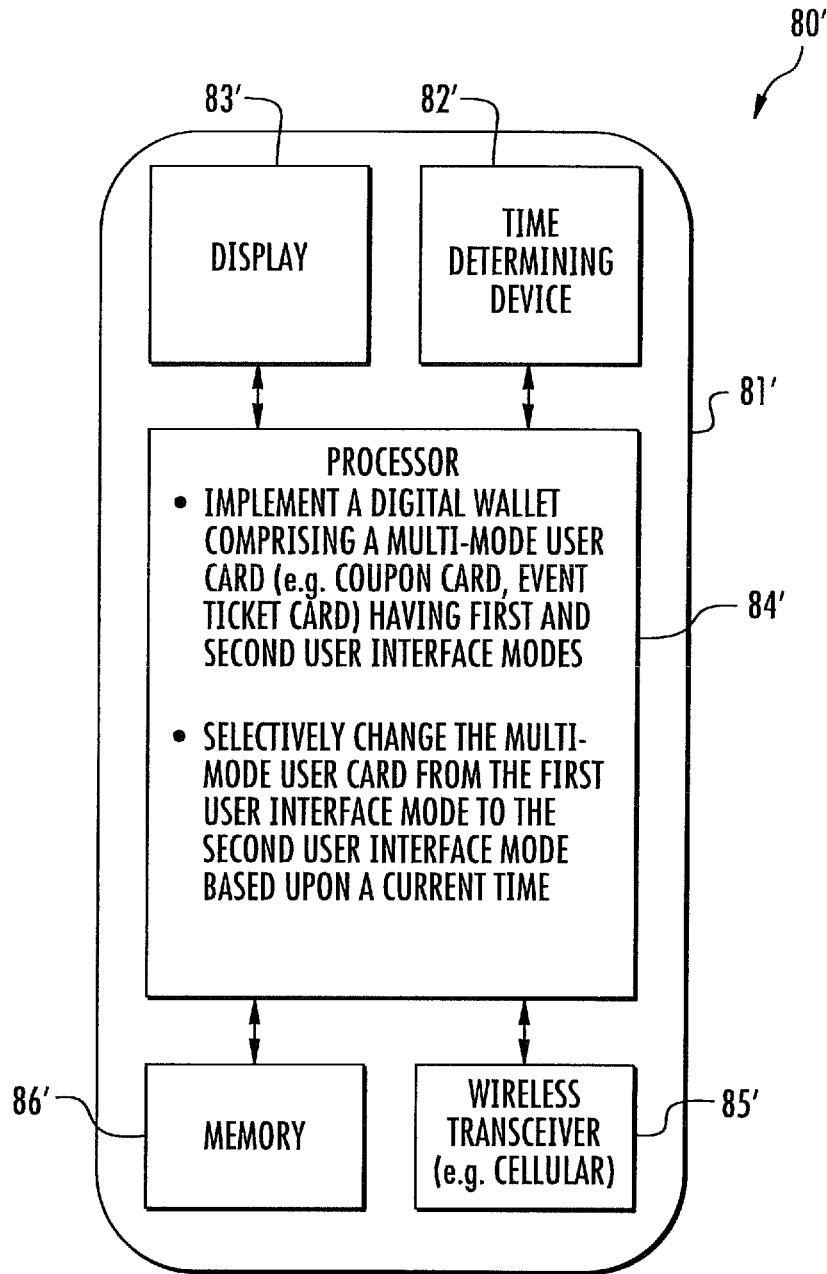 80'
83'
82'
DISPLAY
TIME
DETERMINING
DEVICE
81'
PROCESSOR
• IMPLEMENT A DIGITAL WALLET
COMPRISING A MULTI-MODE USER
CARD (e.g. COUPON CARD, EVENT
TICKET CARD) HAVING FIRST AND
SECOND USER INTERFACE MODES
84'
• SELECTIVELY CHANGE THE MULTI-
MODE USER CARD FROM THE FIRST
USER INTERFACE MODE TO THE
SECOND USER INTERFACE MODE
BASED UPON A CURRENT TIME
86'
MEMORY
WIRELESS
TRANSCEIVER
(e.g. CELLULAR)
85'